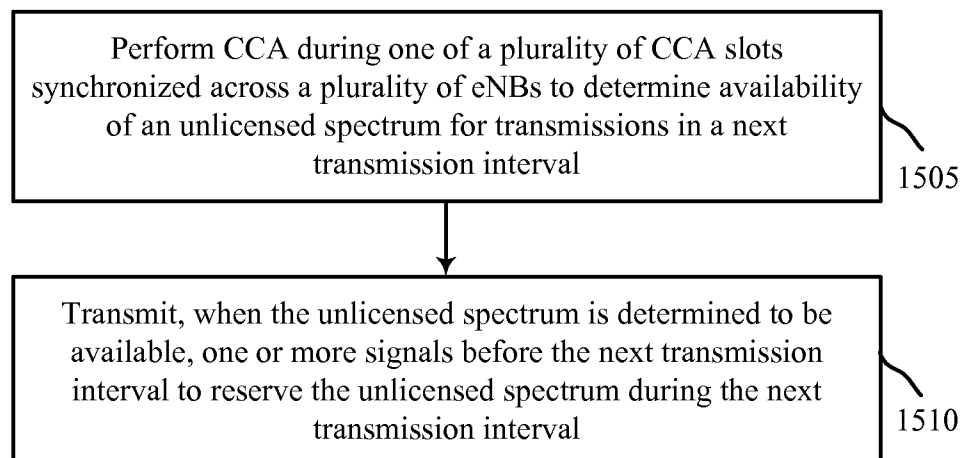 Perform CCA during one of a plurality of CCA slots
synchronized across a plurality of eNBs to determine availability
of an unlicensed spectrum for transmissions in a next
transmission interval
1505
Transmit, when the unlicensed spectrum is determined to be
available, one or more signals before the next transmission
interval to reserve the unlicensed spectrum during the next
transmission interval
1510